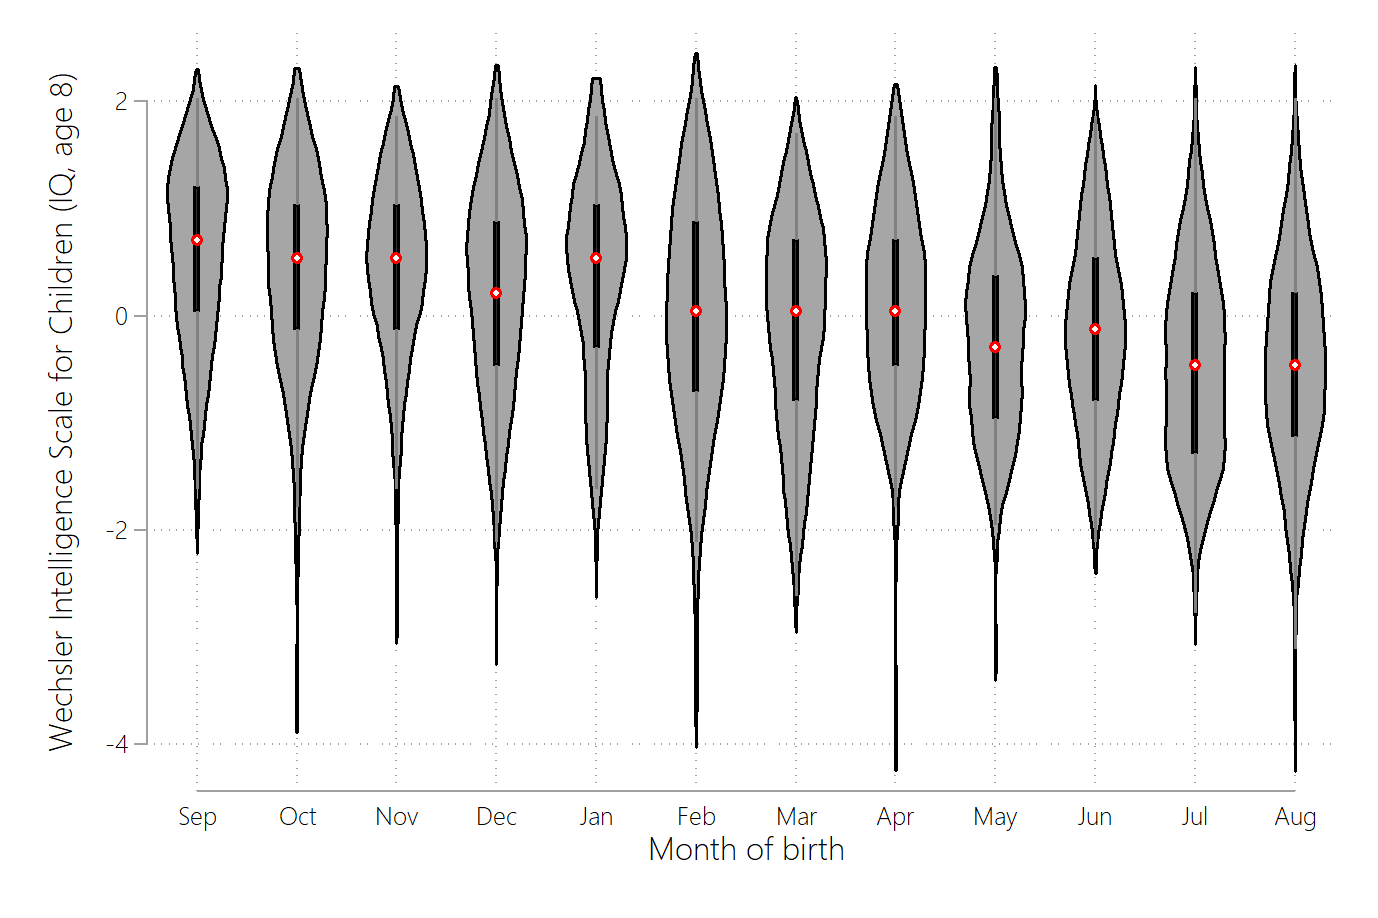 Wechsler Intelligence Scale for Children (IQ, age 8)
2
0
-2
-4
Sep Oct Nov Dec Jan Feb Mar Apr May Jun Jul Aug
Month of birth